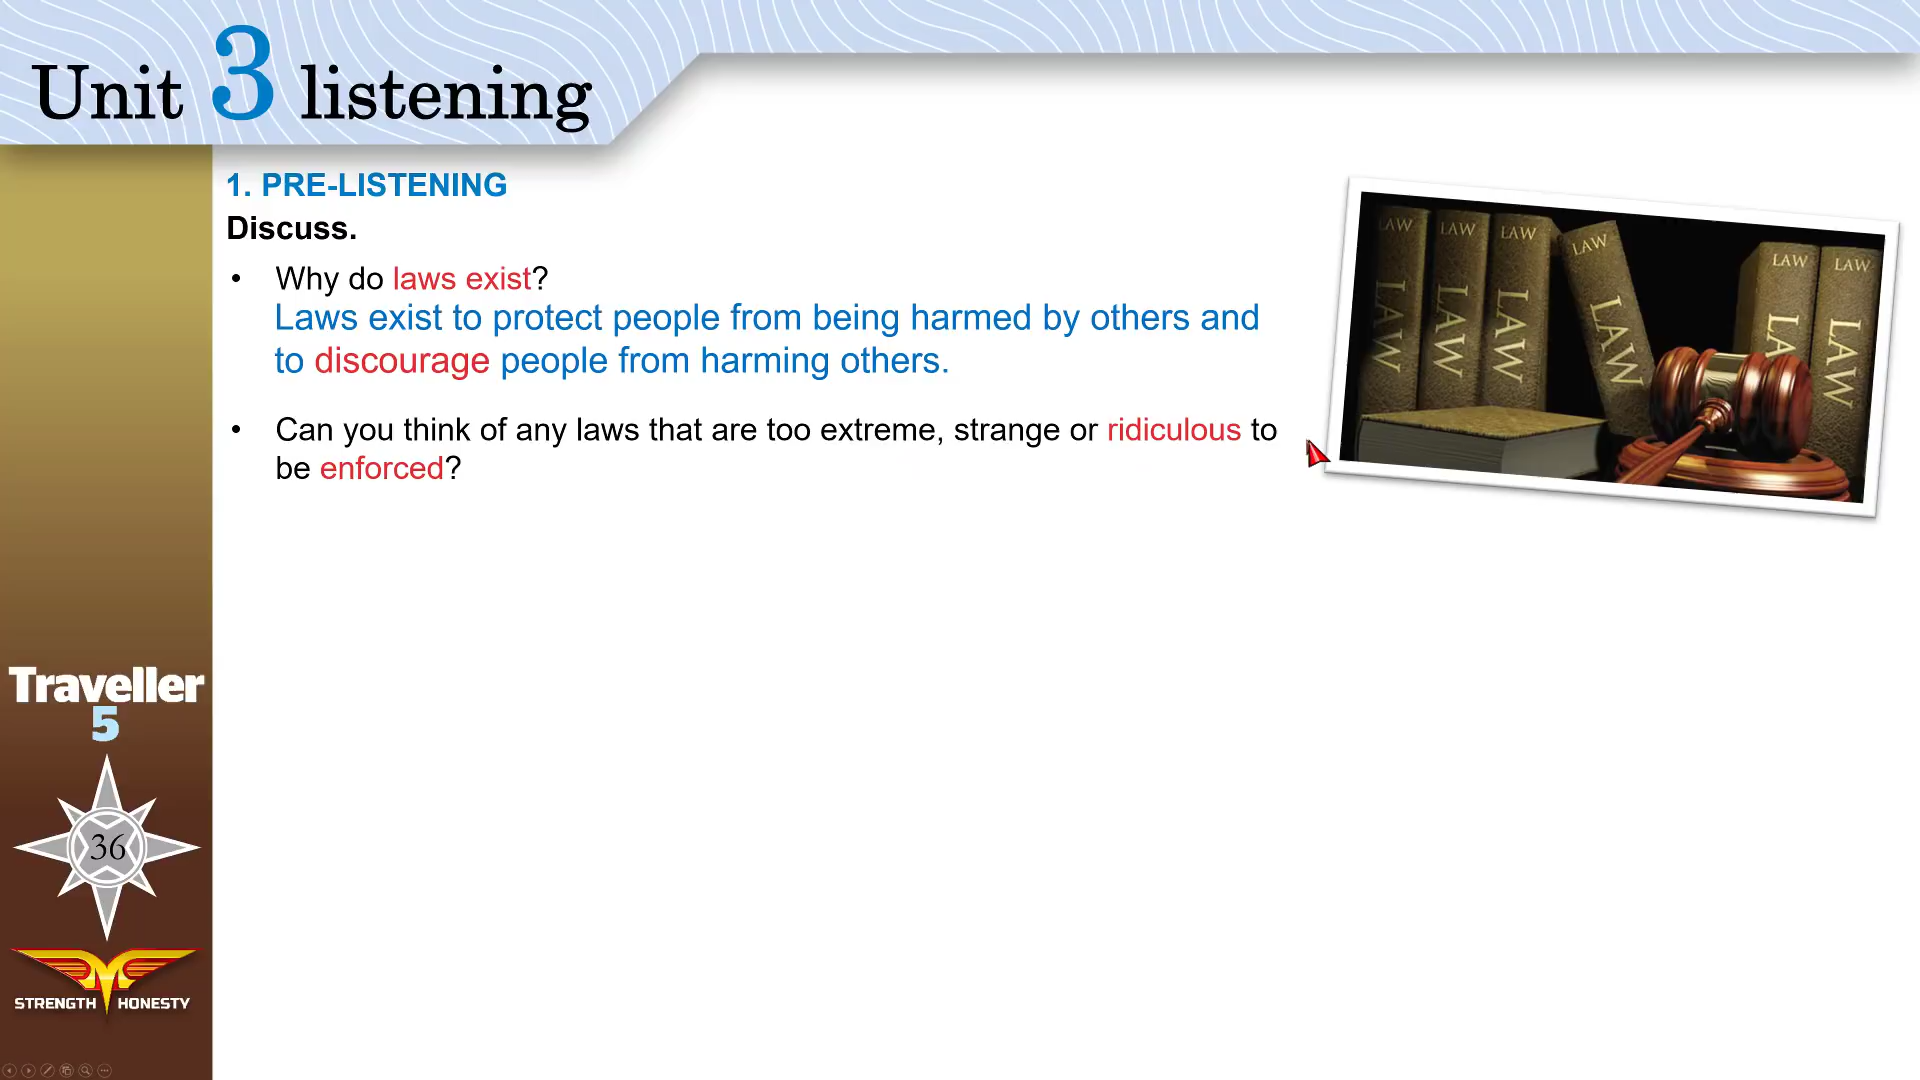 Unit 3 listening
1. PRE-LISTENING
Discuss.
• Why do laws exist?
Laws exist to protect people from being harmed by others and
to discourage people from harming others.
• Can you think of any laws that are too extreme, strange or ridiculous to
be enforced?
LAW LAW LAW LAW LAW LAW
LAW LAW LAW LAW LAW LAW
Traveller
5
36
STRENGTH HONESTY